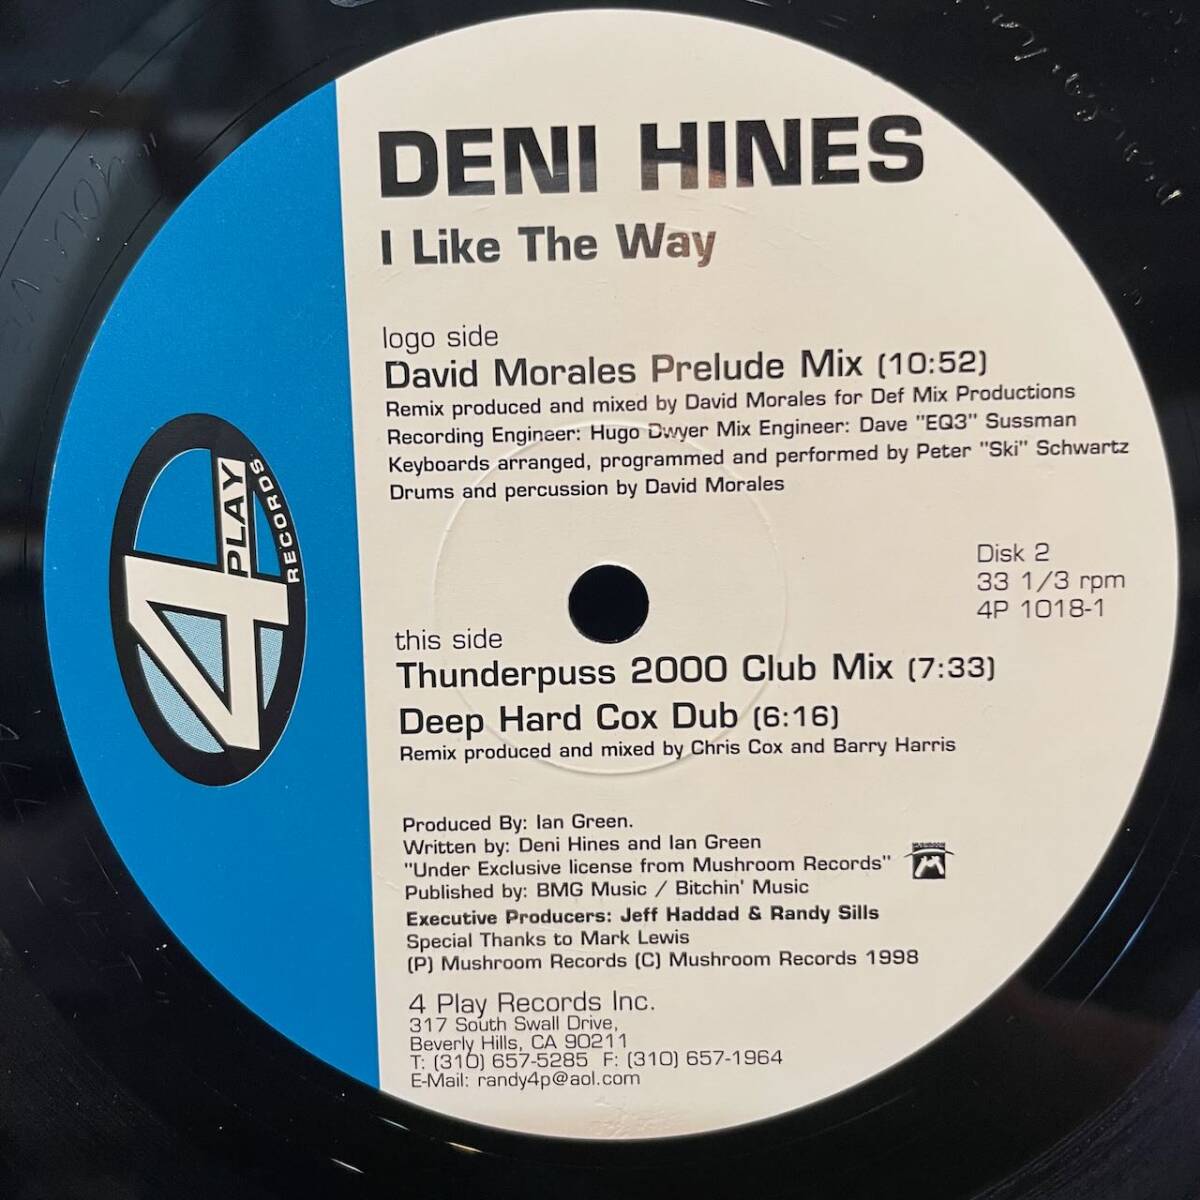 DENI HINES
I Like The Way
logo side
David Morales Prelude Mix (10:52)
Remix produced and mixed by David Morales for Def Mix Productions
Recording Engineer: Hugo Dwyer Mix Engineer: Dave "EQ3" Sussman
Keyboards arranged, programmed and performed by Peter "Ski" Schwartz
Drums and percussion by David Morales
4 PLAY
RECORDS
Disk 2
33 1/3 rpm
4P 1018-1
this side
Thunderpuss 2000 Club Mix (7:33)
Deep Hard Cox Dub (6:16)
Remix produced and mixed by Chris Cox and Barry Harris
Produced By: Ian Green.
Written by: Deni Hines and Ian Green
"Under Exclusive license from Mushroom Records"
Published by: BMG Music / Bitchin' Music
Executive Producers: Jeff Haddad & Randy Sills
Special Thanks to Mark Lewis
(P) Mushroom Records (C) Mushroom Records 1998
4 Play Records Inc.
317 South Swall Drive,
Beverly Hills, CA 90211
T: (310) 657-5285 F: (310) 657-1964
E-Mail: randy4p@aol.com